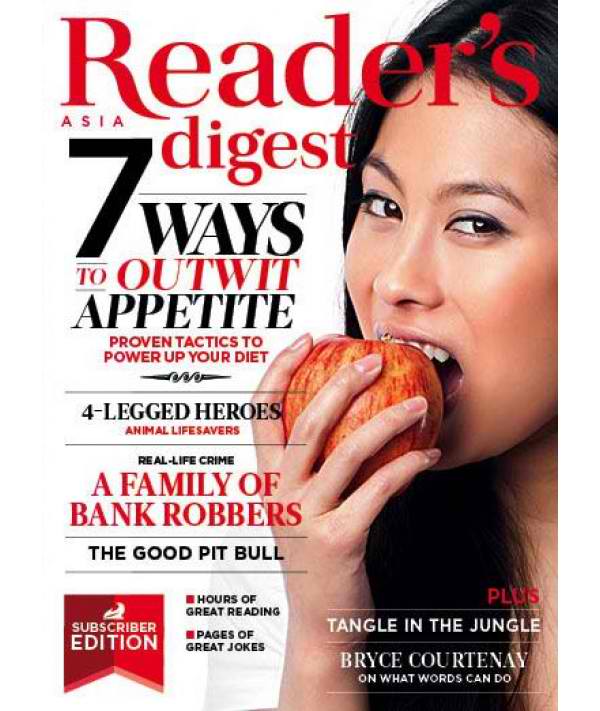 Reader's
ASIA
digest
7 WAYS
TO OUTWIT
APPETITE
PROVEN TACTICS TO
POWER UP YOUR DIET
4-LEGGED HEROES
ANIMAL LIFESAVERS
REAL-LIFE CRIME
A FAMILY OF
BANK ROBBERS
THE GOOD PIT BULL
SUBSCRIBER
EDITION
HOURS OF
GREAT READING
PAGES OF
GREAT JOKES
PLUS
TANGLE IN THE JUNGLE
BRYCE COURTENAY
ON WHAT WORDS CAN DO